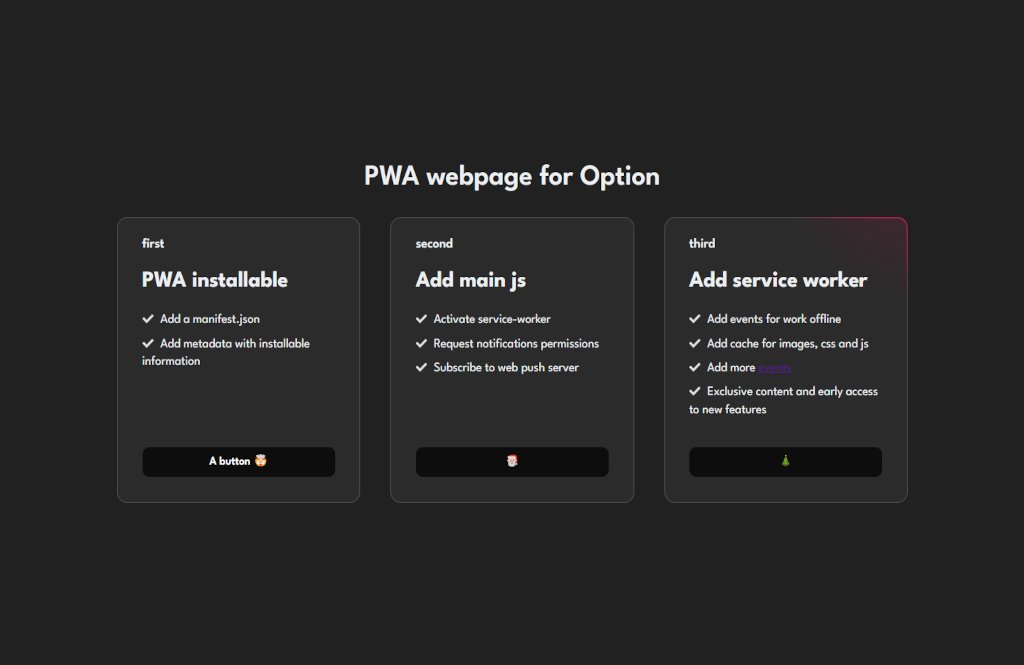 PWA webpage for Option
first
PWA installable
Add a manifest.json
Add metadata with installable
information
A button 🤯
second
Add main js
Activate service-worker
Request notifications permissions
Subscribe to web push server
🎅
third
Add service worker
Add events for work offline
Add cache for images, css and js
Add more events
Exclusive content and early access
to new features
🎄